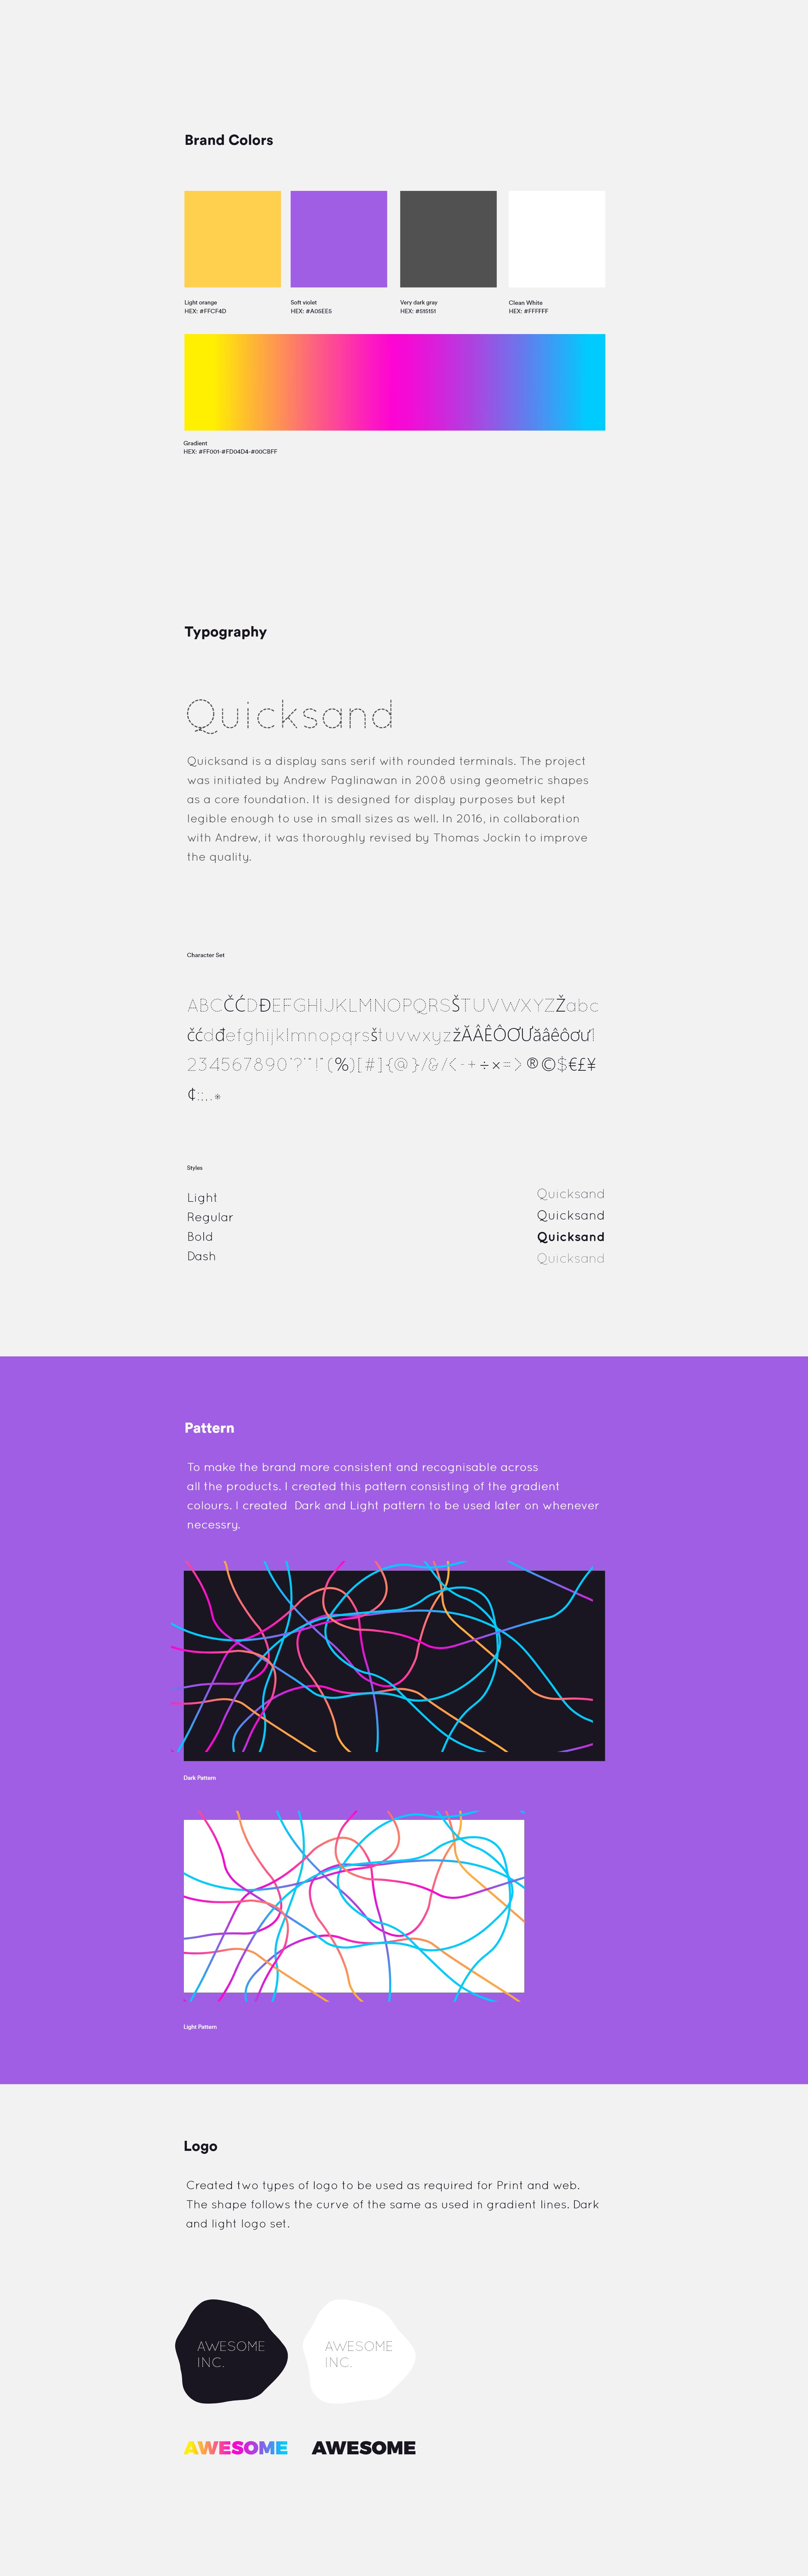 Brand Colors
Light orange
HEX: #FFCF4D
Soft violet
HEX: #A05EE5
Very dark gray
HEX: #515151
Clean White
HEX: #FFFFFF
Gradient
HEX: #FF001-#FD04D4-#00CBFF
Typography
Quicksand
Quicksand is a display sans serif with rounded terminals. The project
was initiated by Andrew Paglinawan in 2008 using geometric shapes
as a core foundation. It is designed for display purposes but kept
legible enough to use in small sizes as well. In 2016, in collaboration
with Andrew, it was thoroughly revised by Thomas Jockin to improve
the quality.
Character Set
ABCČĆDĐEFGHIJKLMNOPQRSŠTUVWXYZŽabc
čćdđefghijklmnopqrsštuvwxyzžĂÂÊÔƠƯăâêôơư1
234567890‘?’“!”(%)[#]{@}/&/<-+÷×=>®©$€£¥
¢:;,.*
Styles
Light
Regular
Bold
Dash
Quicksand
Quicksand
Quicksand
Quicksand
Pattern
To make the brand more consistent and recognisable across
all the products. I created this pattern consisting of the gradient
colours. I created  Dark and Light pattern to be used later on whenever
necessry.
Dark Pattern
Light Pattern
Logo
Created two types of logo to be used as required for Print and web.
The shape follows the curve of the same as used in gradient lines. Dark
and light logo set.
AWESOME
INC.
AWESOME
INC.
AWESOME
AWESOME